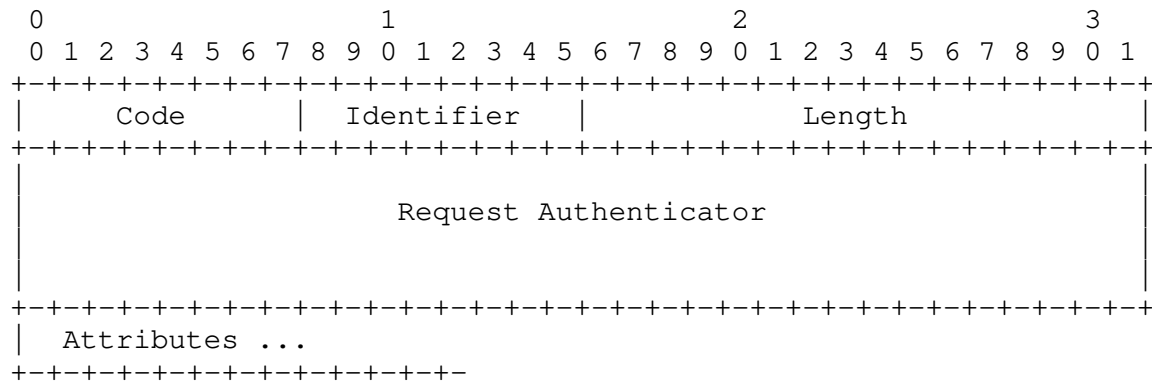 0                   1                   2                   3
 0 1 2 3 4 5 6 7 8 9 0 1 2 3 4 5 6 7 8 9 0 1 2 3 4 5 6 7 8 9 0 1
+-+-+-+-+-+-+-+-+-+-+-+-+-+-+-+-+-+-+-+-+-+-+-+-+-+-+-+-+-+-+-+-+
|     Code      |  Identifier   |            Length             |
+-+-+-+-+-+-+-+-+-+-+-+-+-+-+-+-+-+-+-+-+-+-+-+-+-+-+-+-+-+-+-+-+
|                                                               |
|                     Request Authenticator                     |
|                                                               |
|                                                               |
+-+-+-+-+-+-+-+-+-+-+-+-+-+-+-+-+-+-+-+-+-+-+-+-+-+-+-+-+-+-+-+-+
|  Attributes ...
+-+-+-+-+-+-+-+-+-+-+-+-+-